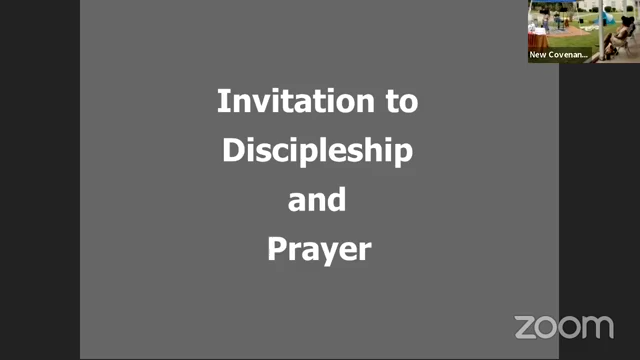 New Covenan...
Invitation to
Discipleship
and
Prayer
zoom